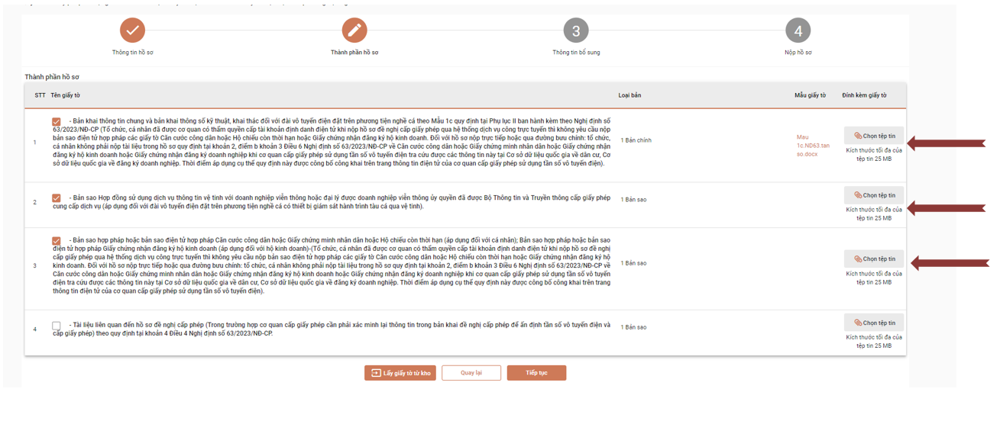 3
4
Thông tin hồ sơ
Thành phần hồ sơ
Thông tin bổ sung
Nộp hồ sơ
Thành phần hồ sơ
STT Tên giấy tờ Loại bản Mẫu giấy tờ Đính kèm giấy tờ
1
- Bản khai thông tin chung và bản khai thông số kỹ thuật, khai thác đối với đài vô tuyến điện đặt trên phương tiện nghề cá theo Mẫu 1c quy định tại Phụ lục II ban hành kèm theo Nghị định số
63/2023/NĐ-CP (Tổ chức, cá nhân đã được cơ quan có thẩm quyền cấp tài khoản định danh điện tử khi nộp hồ sơ đề nghị cấp giấy phép qua hệ thống dịch vụ công trực tuyến thì không yêu cầu nộp
bản sao điện tử hợp pháp các giấy tờ Căn cước công dân hoặc Hộ chiếu còn thời hạn hoặc Giấy chứng nhận đăng ký hộ kinh doanh. Đối với hồ sơ nộp trực tiếp hoặc qua đường bưu chính: tổ chức,
cá nhân không phải nộp tài liệu trong hồ sơ quy định tại khoản 2, điểm b khoản 3 Điều 6 Nghị định số 63/2023/NĐ-CP về Căn cước công dân hoặc Giấy chứng minh nhân dân hoặc Giấy chứng nhận
đăng ký hộ kinh doanh hoặc Giấy chứng nhận đăng ký doanh nghiệp khi cơ quan cấp giấy phép sử dụng tần số vô tuyến điện tra cứu được các thông tin này tại Cơ sở dữ liệu quốc gia về dân cư, Cơ
sở dữ liệu quốc gia về đăng ký doanh nghiệp. Thời điểm áp dụng cụ thể quy định này được công bố công khai trên trang thông tin điện tử của cơ quan cấp giấy phép sử dụng tần số vô tuyến điện).
1 Bản chính
Mau
1c.ND63.tan
so.docx
Chọn tệp tin
Kích thước tối đa của
tệp tin 25 MB
2
- Bản sao Hợp đồng sử dụng dịch vụ thông tin vệ tinh với doanh nghiệp viễn thông hoặc đại lý được doanh nghiệp viễn thông ủy quyền đã được Bộ Thông tin và Truyền thông cấp giấy phép
cung cấp dịch vụ (áp dụng đối với đài vô tuyến điện đặt trên phương tiện nghề cá có thiết bị giám sát hành trình tàu cá qua vệ tinh).
1 Bản sao
Chọn tệp tin
Kích thước tối đa của
tệp tin 25 MB
3
- Bản sao hợp pháp hoặc bản sao điện tử hợp pháp Căn cước công dân hoặc Giấy chứng minh nhân dân hoặc Hộ chiếu còn thời hạn (áp dụng đối với cá nhân); Bản sao hợp pháp hoặc bản sao
điện tử hợp pháp Giấy chứng nhận đăng ký hộ kinh doanh (áp dụng đối với hộ kinh doanh)-(Tổ chức, cá nhân đã được cơ quan có thẩm quyền cấp tài khoản định danh điện tử khi nộp hồ sơ đề nghị
cấp giấy phép qua hệ thống dịch vụ công trực tuyến thì không yêu cầu nộp bản sao điện tử hợp pháp các giấy tờ Căn cước công dân hoặc Hộ chiếu còn thời hạn hoặc Giấy chứng nhận đăng ký hộ
kinh doanh. Đối với hồ sơ nộp trực tiếp hoặc qua đường bưu chính: tổ chức, cá nhân không phải nộp tài liệu trong hồ sơ quy định tại khoản 2, điểm b khoản 3 Điều 6 Nghị định số 63/2023/NĐ-CP về
Căn cước công dân hoặc Giấy chứng minh nhân dân hoặc Giấy chứng nhận đăng ký hộ kinh doanh hoặc Giấy chứng nhận đăng ký doanh nghiệp khi cơ quan cấp giấy phép sử dụng tần số vô tuyến
điện tra cứu được các thông tin này tại Cơ sở dữ liệu quốc gia về dân cư, Cơ sở dữ liệu quốc gia về đăng ký doanh nghiệp. Thời điểm áp dụng cụ thể quy định này được công bố công khai trên trang
thông tin điện tử của cơ quan cấp giấy phép sử dụng tần số vô tuyến điện).
1 Bản sao
Chọn tệp tin
Kích thước tối đa của
tệp tin 25 MB
4
- Tài liệu liên quan đến hồ sơ đề nghị cấp phép (Trong trường hợp cơ quan cấp giấy phép cần phải xác minh lại thông tin trong bản khai đề nghị cấp phép để ấn định tần số vô tuyến điện và
cấp giấy phép) theo quy định tại khoản 4 Điều 4 Nghị định số 63/2023/NĐ-CP.
1 Bản sao
Chọn tệp tin
Kích thước tối đa của
tệp tin 25 MB
Lấy giấy tờ từ kho
Quay lại
Tiếp tục